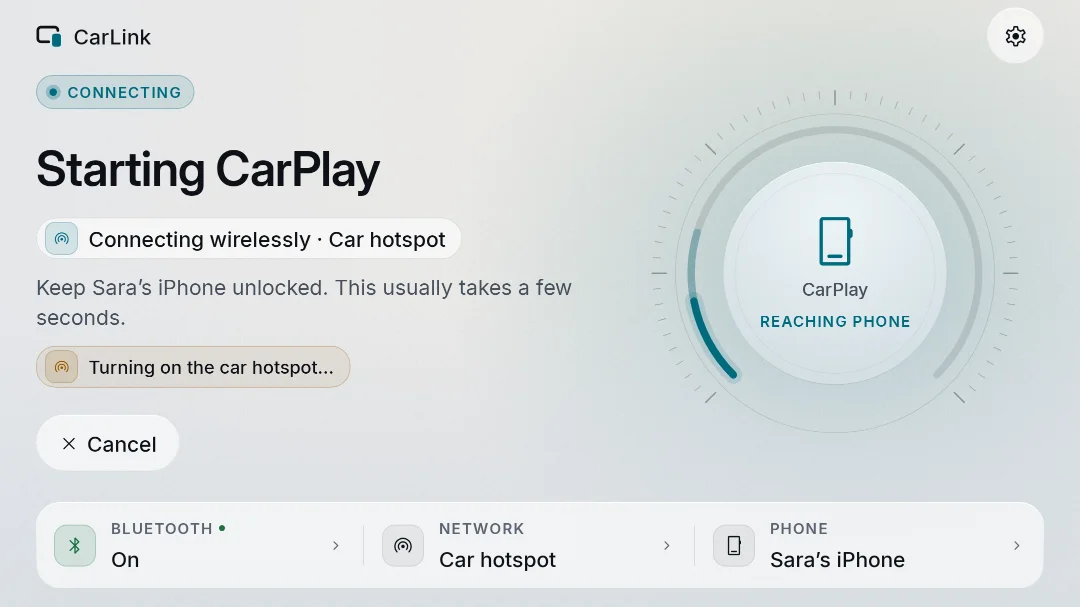 CarLink
CONNECTING
Starting CarPlay
Connecting wirelessly · Car hotspot
Keep Sara’s iPhone unlocked. This usually takes a few
seconds.
Turning on the car hotspot…
Cancel
CarPlay
REACHING PHONE
BLUETOOTH
On
NETWORK
Car hotspot
PHONE
Sara’s iPhone